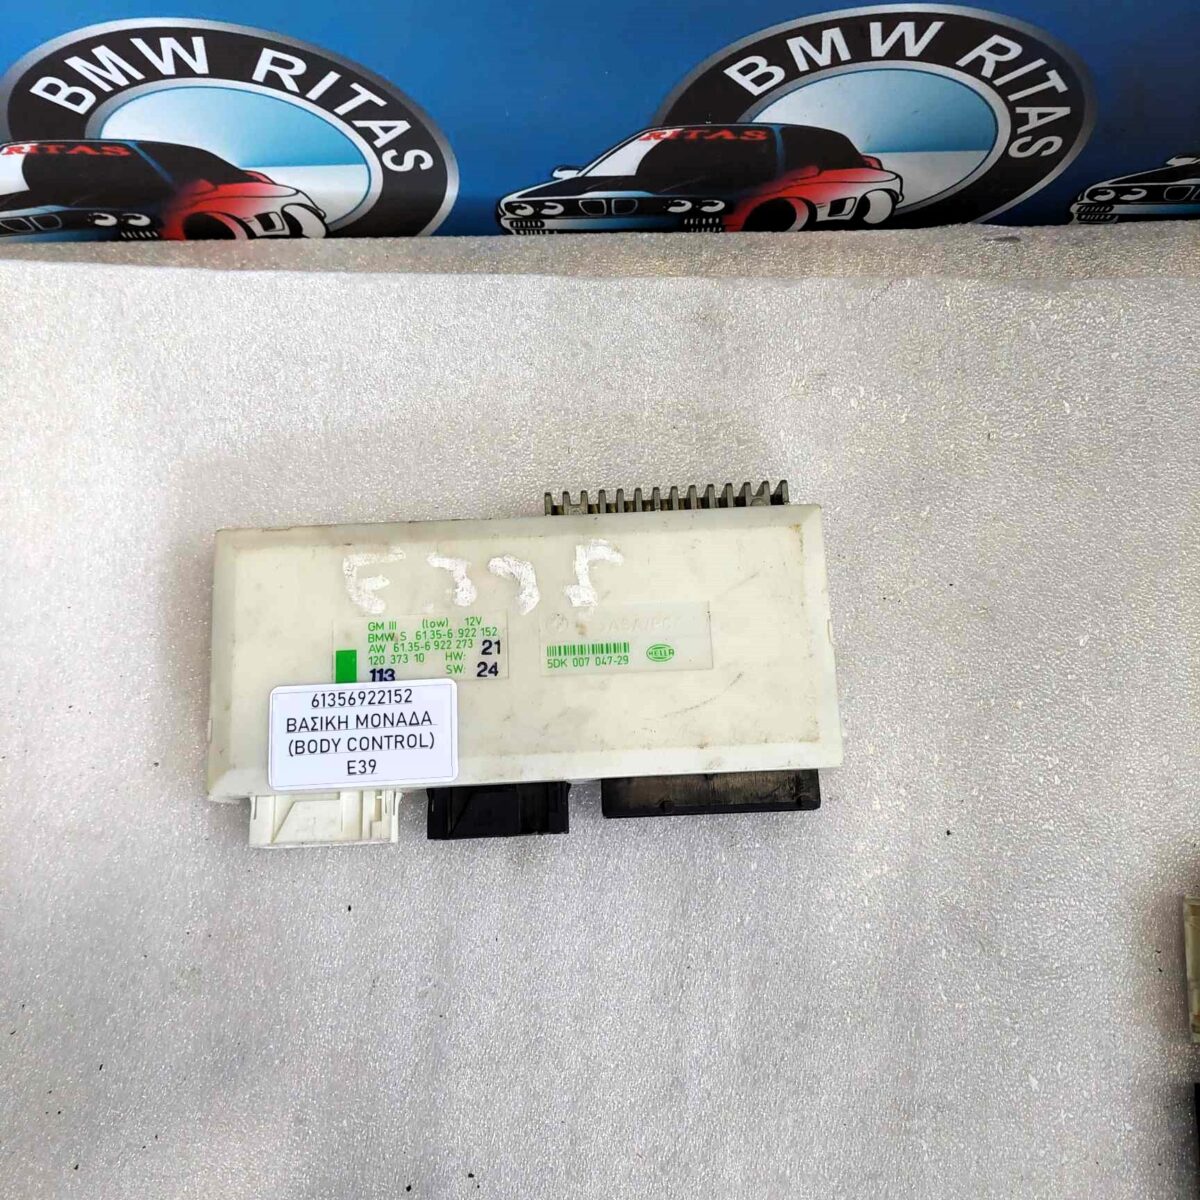 BMW RITAS
RITAS
BMW RITAS
RITAS
GM III (low) 12V
BMW S 61.35-6 922 152
AW 61.35-6 922 273
120 373 10 HW: 21
113 SW: 24
5DK 007 047-29
HELLA
61356922152
ΒΑΣΙΚΗ ΜΟΝΑΔΑ
(BODY CONTROL)
E39